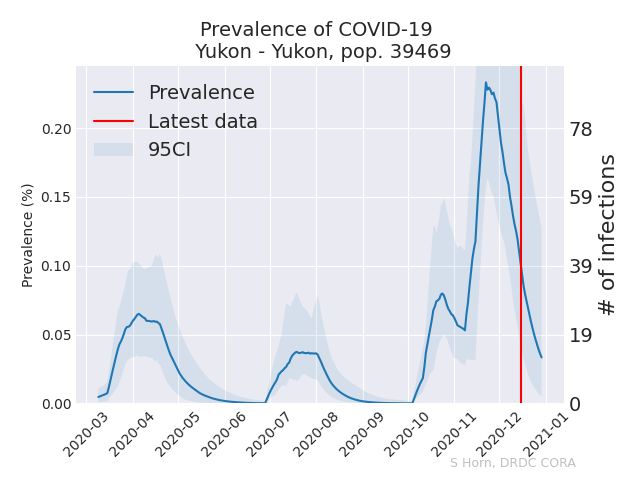 Prevalence of COVID-19
Yukon - Yukon, pop. 39469
Prevalence
Latest data
95CI
Prevalence (%)
0.20
0.15
0.10
0.05
0.00
78
59
39
19
0
# of infections
2020-03
2020-04
2020-05
2020-06
2020-07
2020-08
2020-09
2020-10
2020-11
2020-12
2021-01
S Horn, DRDC CORA